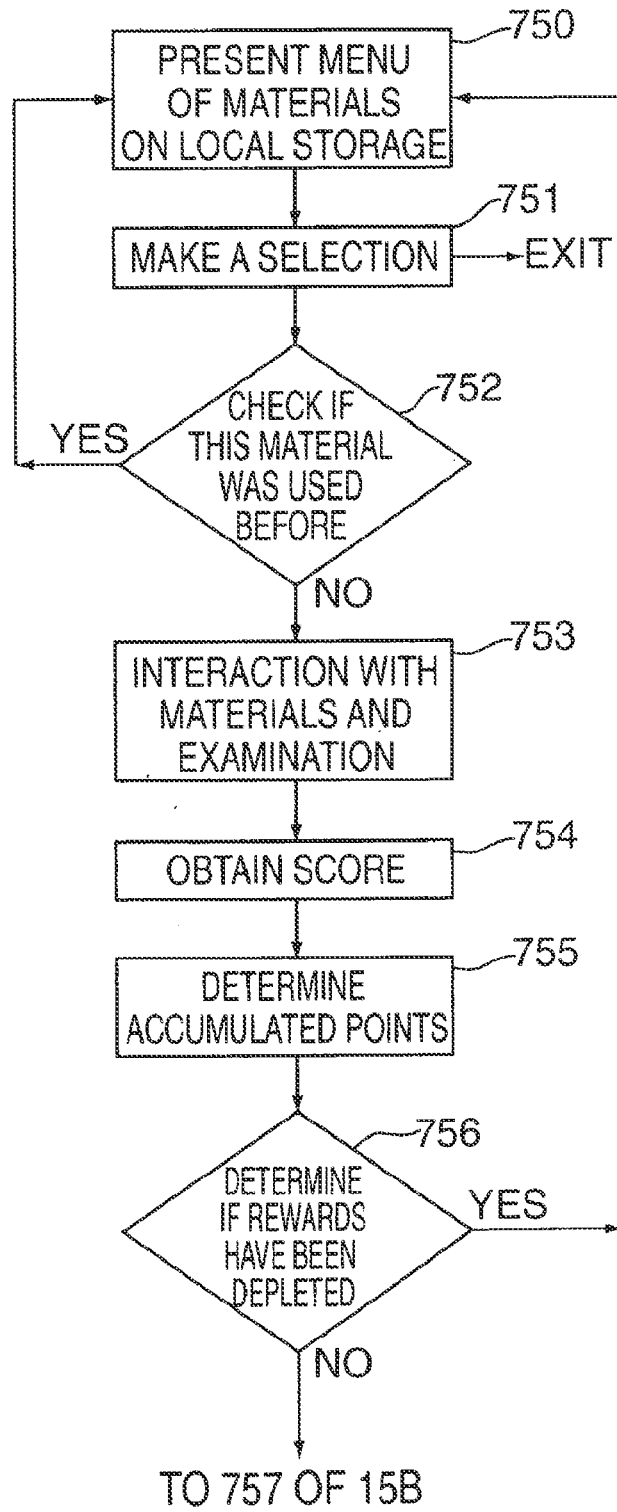 750
PRESENT MENU
OF MATERIALS
ON LOCAL STORAGE
751
MAKE A SELECTION
EXIT
752
CHECK IF
THIS MATERIAL
WAS USED
BEFORE
YES
NO
753
INTERACTION WITH
MATERIALS AND
EXAMINATION
754
OBTAIN SCORE
755
DETERMINE
ACCUMULATED POINTS
756
DETERMINE
IF REWARDS
HAVE BEEN
DEPLETED
YES
NO
TO 757 OF 15B